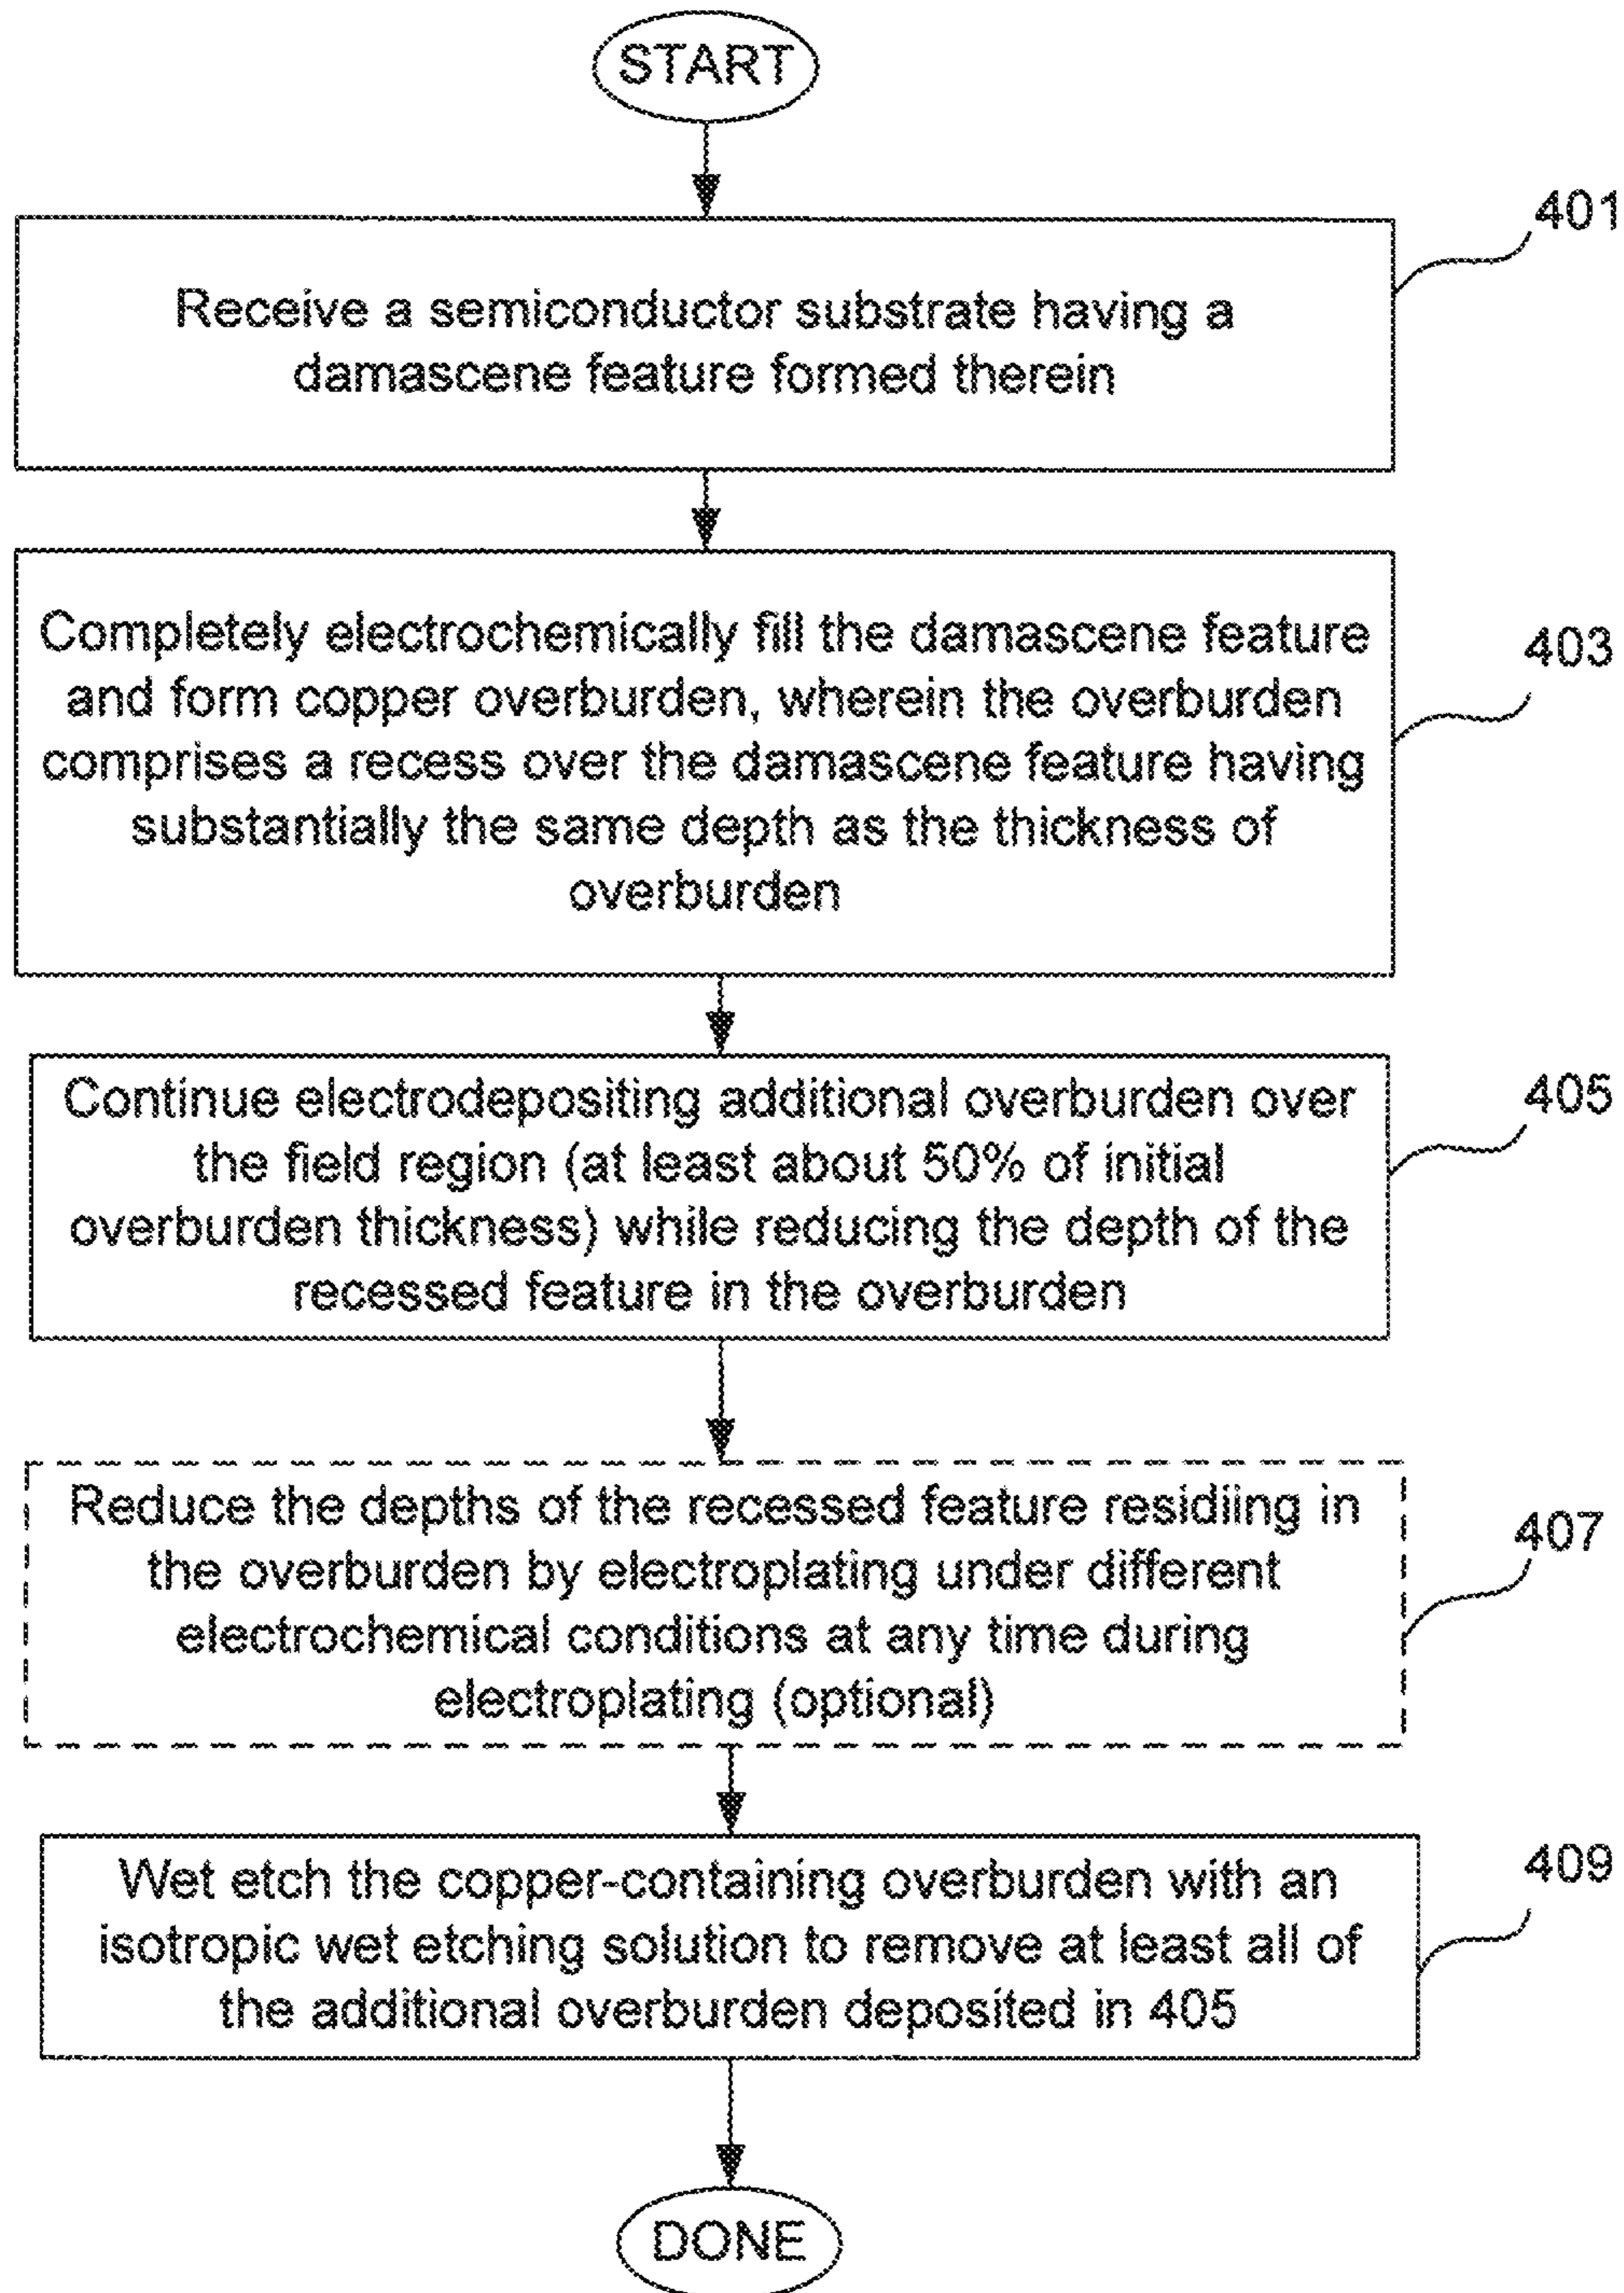 START
401
Receive a semiconductor substrate having a
damascene feature formed therein
403
Completely electrochemically fill the damascene feature
and form copper overburden, wherein the overburden
comprises a recess over the damascene feature having
substantially the same depth as the thickness of
overburden
405
Continue electrodepositing additional overburden over
the field region (at least about 50% of initial
overburden thickness) while reducing the depth of the
recessed feature in the overburden
407
Reduce the depths of the recessed feature residiing in
the overburden by electroplating under different
electrochemical conditions at any time during
electroplating (optional)
409
Wet etch the copper-containing overburden with an
isotropic wet etching solution to remove at least all of
the additional overburden deposited in 405
DONE